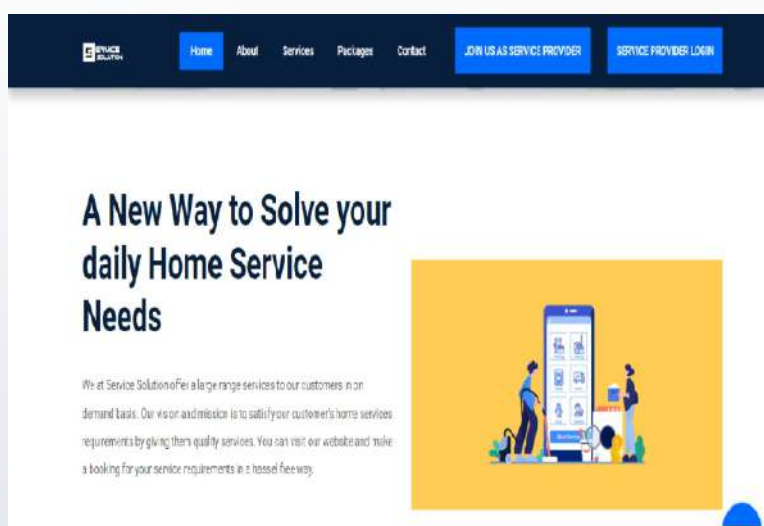 SERVICE
SOLUTION
Home About Services Packages Contact JOIN US AS SERVICE PROVIDER SERVICE PROVIDER LOGIN
A New Way to Solve your
daily Home Service
Needs
We at Service Solution offer a large range services to our customers in on
demand basis. Our vision and mission is to satisfy our customer's home services
requirements by giving them quality services. You can visit our website and make
a booking for your service requirements in a hassel free way.